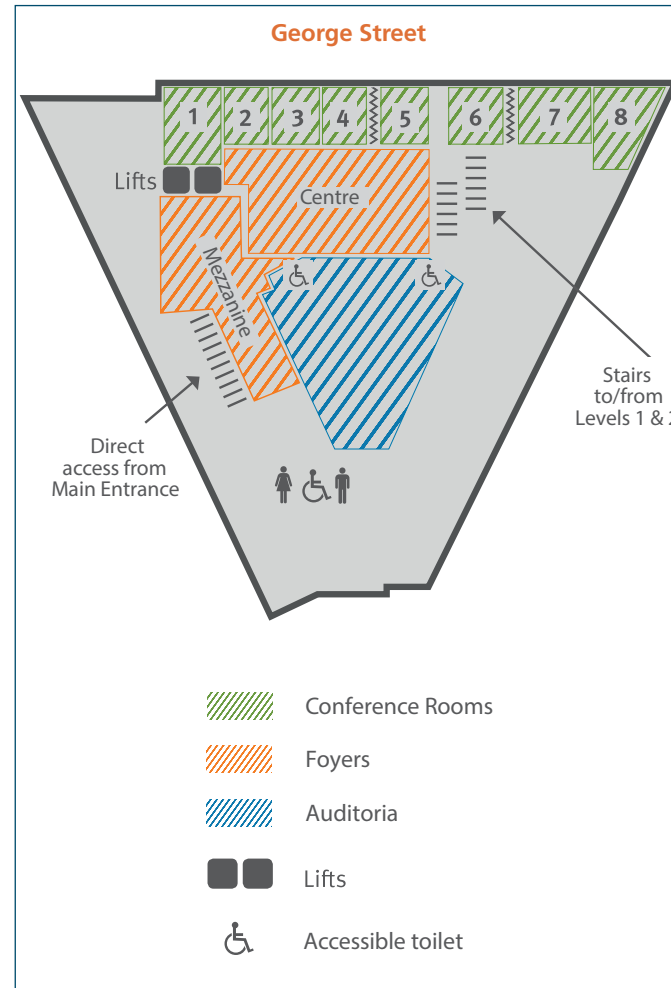 George Street
1 2 3 4 5 6 7 8
Lifts
Centre
Mezzanine
Stairs
to/from
Levels 1 & 2
Direct
access from
Main Entrance
Conference Rooms
Foyers
Auditoria
Lifts
Accessible toilet